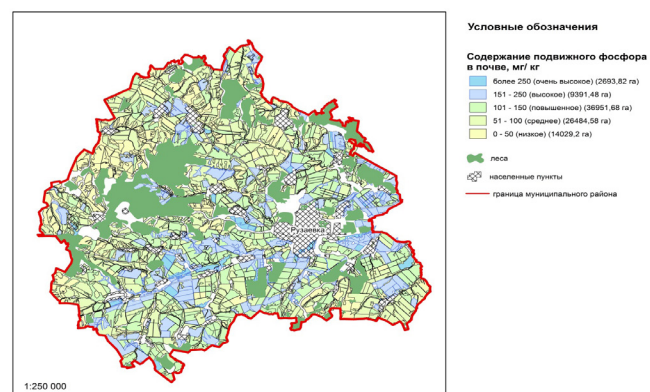 Условные обозначения
Содержание подвижного фосфора
в почве, мг/ кг
более 250 (очень высокое) (2693,82 га)
151 - 250 (высокое) (9391,48 га)
101 - 150 (повышенное) (36951,68 га)
51 - 100 (среднее) (26484,58 га)
0 - 50 (низкое) (14029,2 га)
леса
населенные пункты
граница муниципального района
Рузаевка
1:250 000